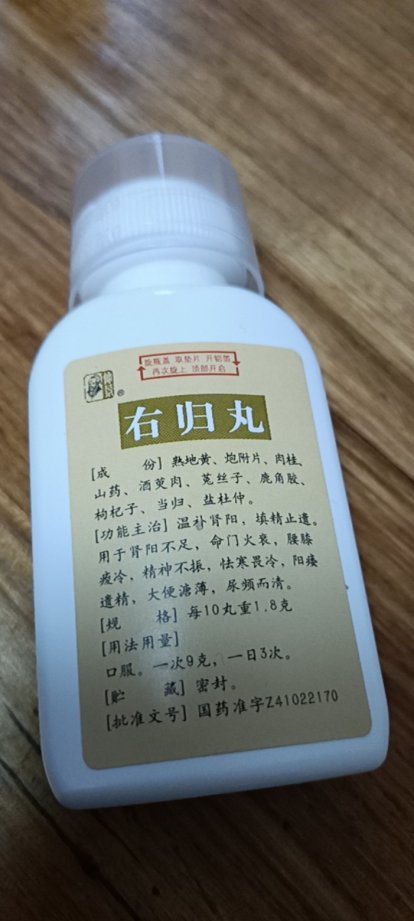 旋瓶盖 取垫片 开铝箔
再次旋上 顶部开启
®
右归丸
[成 份] 熟地黄、炮附片、肉桂、
山药、酒萸肉、菟丝子、鹿角胶、
枸杞子、当归、盐杜仲。
[功能主治] 温补肾阳，填精止遗。
用于肾阳不足，命门火衰，腰膝
痠冷，精神不振，怯寒畏冷，阳痿
遗精，大便溏薄，尿频而清。
[规 格] 每10丸重1.8克
[用法用量]
口服。一次9克，一日3次。
[贮 藏] 密封。
[批准文号] 国药准字Z41022170